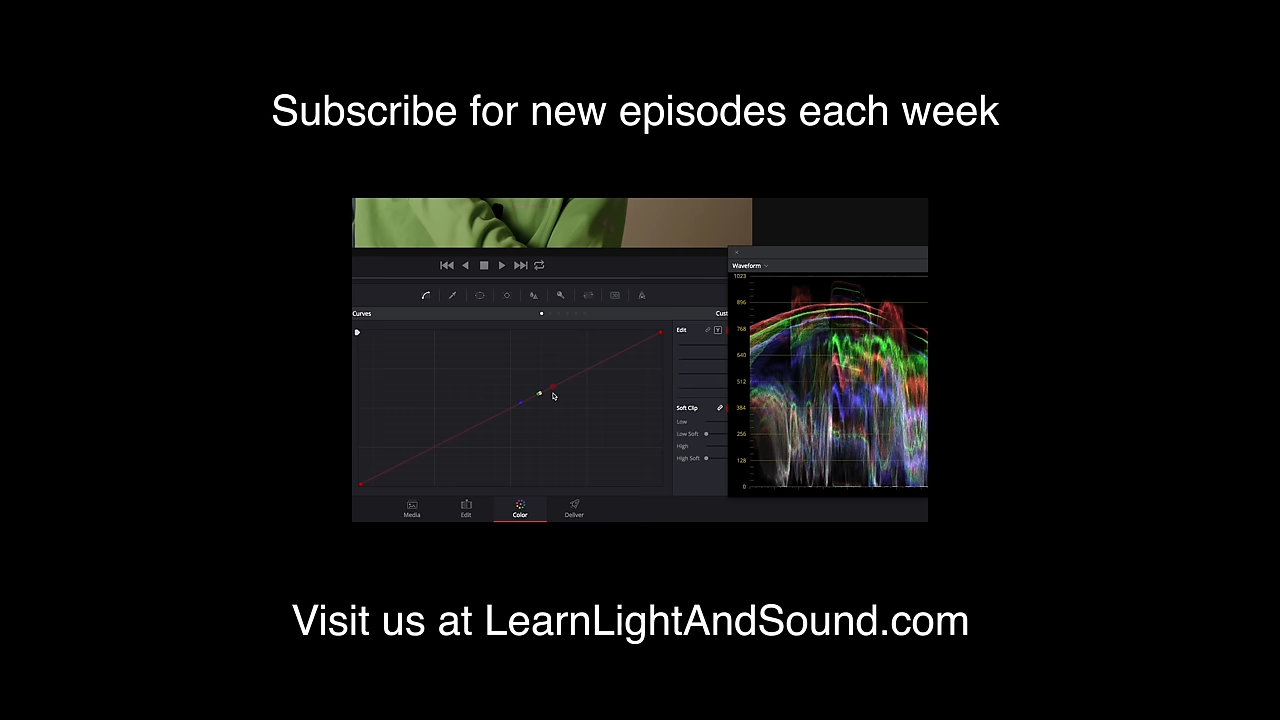 Subscribe for new episodes each week
Waveform
1023
Curves
Cust
896
Edit
Y
768
640
512
Soft Clip
384
Low
Low Soft
256
High
High Soft
128
0
Media
Edit
Color
Deliver
Visit us at LearnLightAndSound.com